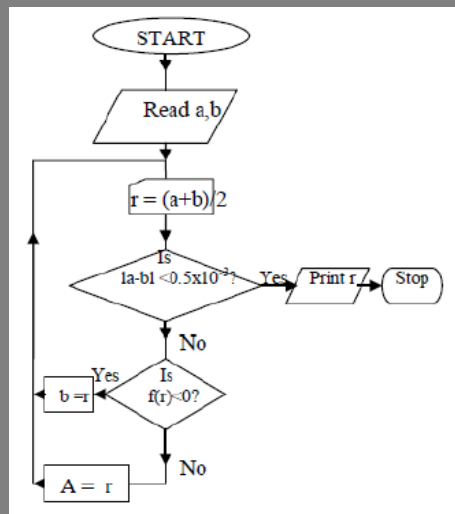 START
Read a,b
r = (a+b)/2
Is
|a-b| <0.5x10⁻³?
Yes
Print r
Stop
No
Is
f(r)<0?
Yes
b =r
No
A = r